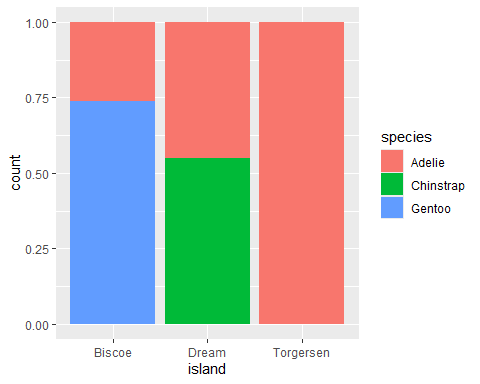 1.00
0.75
0.50
0.25
0.00
count
Biscoe
Dream
Torgersen
island
species
Adelie
Chinstrap
Gentoo